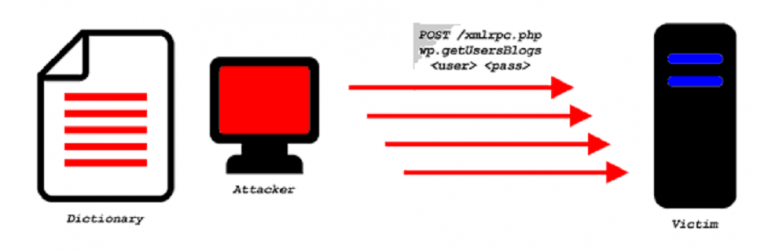 POST /xmlrpc.php
wp.getUsersBlogs
<user> <pass>
Attacker
Dictionary
Victim